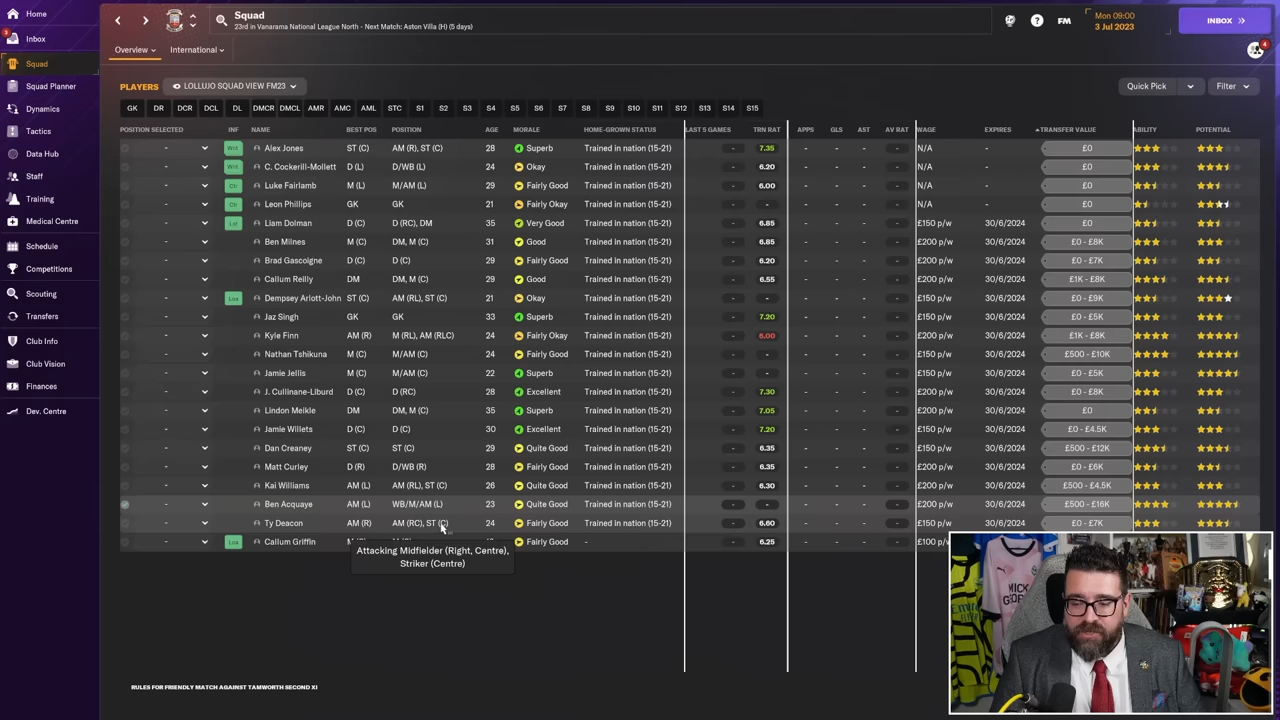 Home
3
Inbox
Squad
Squad Planner
Dynamics
Tactics
Data Hub
Staff
Training
Medical Centre
Schedule
Competitions
Scouting
Transfers
Club Info
Club Vision
Finances
Dev. Centre
Squad
23rd in Vanarama National League North - Next Match: Aston Villa (H) (5 days)
? FM Mon 09:00
3 Jul 2023
INBOX
Overview International
4
PLAYERS LOLLUJO SQUAD VIEW FM23 Quick Pick Filter
GK DR DCR DCL DL DMCR DMCL AMR AMC AML STC S1 S2 S3 S4 S5 S6 S7 S8 S9 S10 S11 S12 S13 S14 S15
POSITION SELECTED INF NAME BEST POS POSITION AGE MORALE HOME-GROWN STATUS LAST 5 GAMES TRN RAT APPS GLS AST AV RAT WAGE EXPIRES TRANSFER VALUE ABILITY POTENTIAL
- Wnt Alex Jones ST (C) AM (R), ST (C) 28 Superb Trained in nation (15-21) - 7.35 - - - - N/A - £0
- Wnt C. Cockerill-Mollett D (L) D/WB (L) 24 Okay Trained in nation (15-21) - 6.20 - - - - N/A - £0
- Ctr Luke Fairlamb M (L) M/AM (L) 29 Fairly Good Trained in nation (15-21) - 6.00 - - - - N/A - £0
- Ctr Leon Phillips GK GK 21 Fairly Okay Trained in nation (15-21) - - - - - - N/A - £0
- Lst Liam Dolman D (C) D (RC), DM 35 Very Good Trained in nation (15-21) - 6.85 - - - - £150 p/w 30/6/2024 £0
- Ben Milnes M (C) DM, M (C) 31 Good Trained in nation (15-21) - 6.85 - - - - £200 p/w 30/6/2024 £0 - £8K
- Brad Gascoigne D (C) D (C) 29 Fairly Good Trained in nation (15-21) - 6.20 - - - - £200 p/w 30/6/2024 £0 - £7K
- Callum Reilly DM DM, M (C) 29 Good Trained in nation (15-21) - 6.55 - - - - £200 p/w 30/6/2024 £1K - £8K
- Loa Dempsey Arlott-John ST (C) AM (RL), ST (C) 21 Okay Trained in nation (15-21) - - - - - - £150 p/w 30/6/2024 £0 - £9K
- Jaz Singh GK GK 33 Superb Trained in nation (15-21) - 7.20 - - - - £150 p/w 30/6/2024 £0 - £5K
- Kyle Finn AM (R) M (RL), AM (RLC) 24 Fairly Okay Trained in nation (15-21) - 6.00 - - - - £200 p/w 30/6/2024 £1K - £8K
- Nathan Tshikuna M (C) M/AM (C) 24 Fairly Good Trained in nation (15-21) - - - - - - £150 p/w 30/6/2024 £500 - £10K
- Jamie Jellis M (C) M/AM (C) 22 Superb Trained in nation (15-21) - - - - - - £150 p/w 30/6/2024 £0 - £5K
- J. Cullinane-Liburd D (C) D (RC) 28 Excellent Trained in nation (15-21) - 7.30 - - - - £200 p/w 30/6/2024 £0 - £8K
- Lindon Meikle DM DM, M (C) 35 Superb Trained in nation (15-21) - 7.05 - - - - £200 p/w 30/6/2024 £0
- Jamie Willets D (C) D (C) 30 Excellent Trained in nation (15-21) - 7.20 - - - - £150 p/w 30/6/2024 £0 - £4.5K
- Dan Creaney ST (C) ST (C) 29 Quite Good Trained in nation (15-21) - 6.35 - - - - £150 p/w 30/6/2024 £500 - £12K
- Matt Curley D (R) D/WB (R) 28 Fairly Good Trained in nation (15-21) - 6.35 - - - - £200 p/w 30/6/2024 £0 - £6K
- Kai Williams AM (L) AM (RL), ST (C) 26 Quite Good Trained in nation (15-21) - 6.30 - - - - £200 p/w 30/6/2024 £500 - £4.5K
- Ben Acquaye AM (L) WB/M/AM (L) 23 Quite Good Trained in nation (15-21) - - - - - - £200 p/w 30/6/2024 £500 - £16K
- Ty Deacon AM (R) AM (RC), ST (C) 24 Fairly Good Trained in nation (15-21) - 6.60 - - - - £150 p/w 30/6/2024 £0 - £7K
- Loa Callum Griffin Fairly Good - - 6.25 - - - - £100 p/w
Attacking Midfielder (Right, Centre),
Striker (Centre)
RULES FOR FRIENDLY MATCH AGAINST TAMWORTH SECOND XI